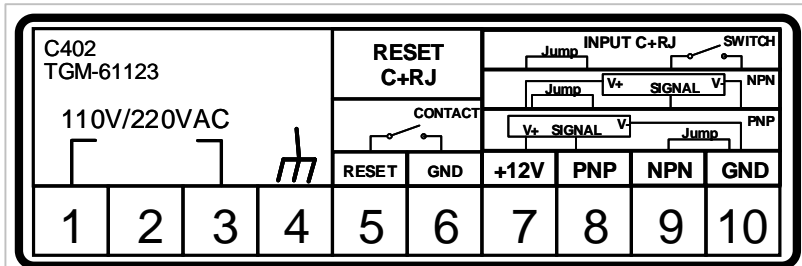 C402
TGM-61123
110V/220VAC
RESET
C+RJ
CONTACT
INPUT C+RJ
Jump
SWITCH
Jump V+ SIGNAL V- NPN
V+ SIGNAL V- Jump PNP
RESET GND +12V PNP NPN GND
1 2 3 4 5 6 7 8 9 10